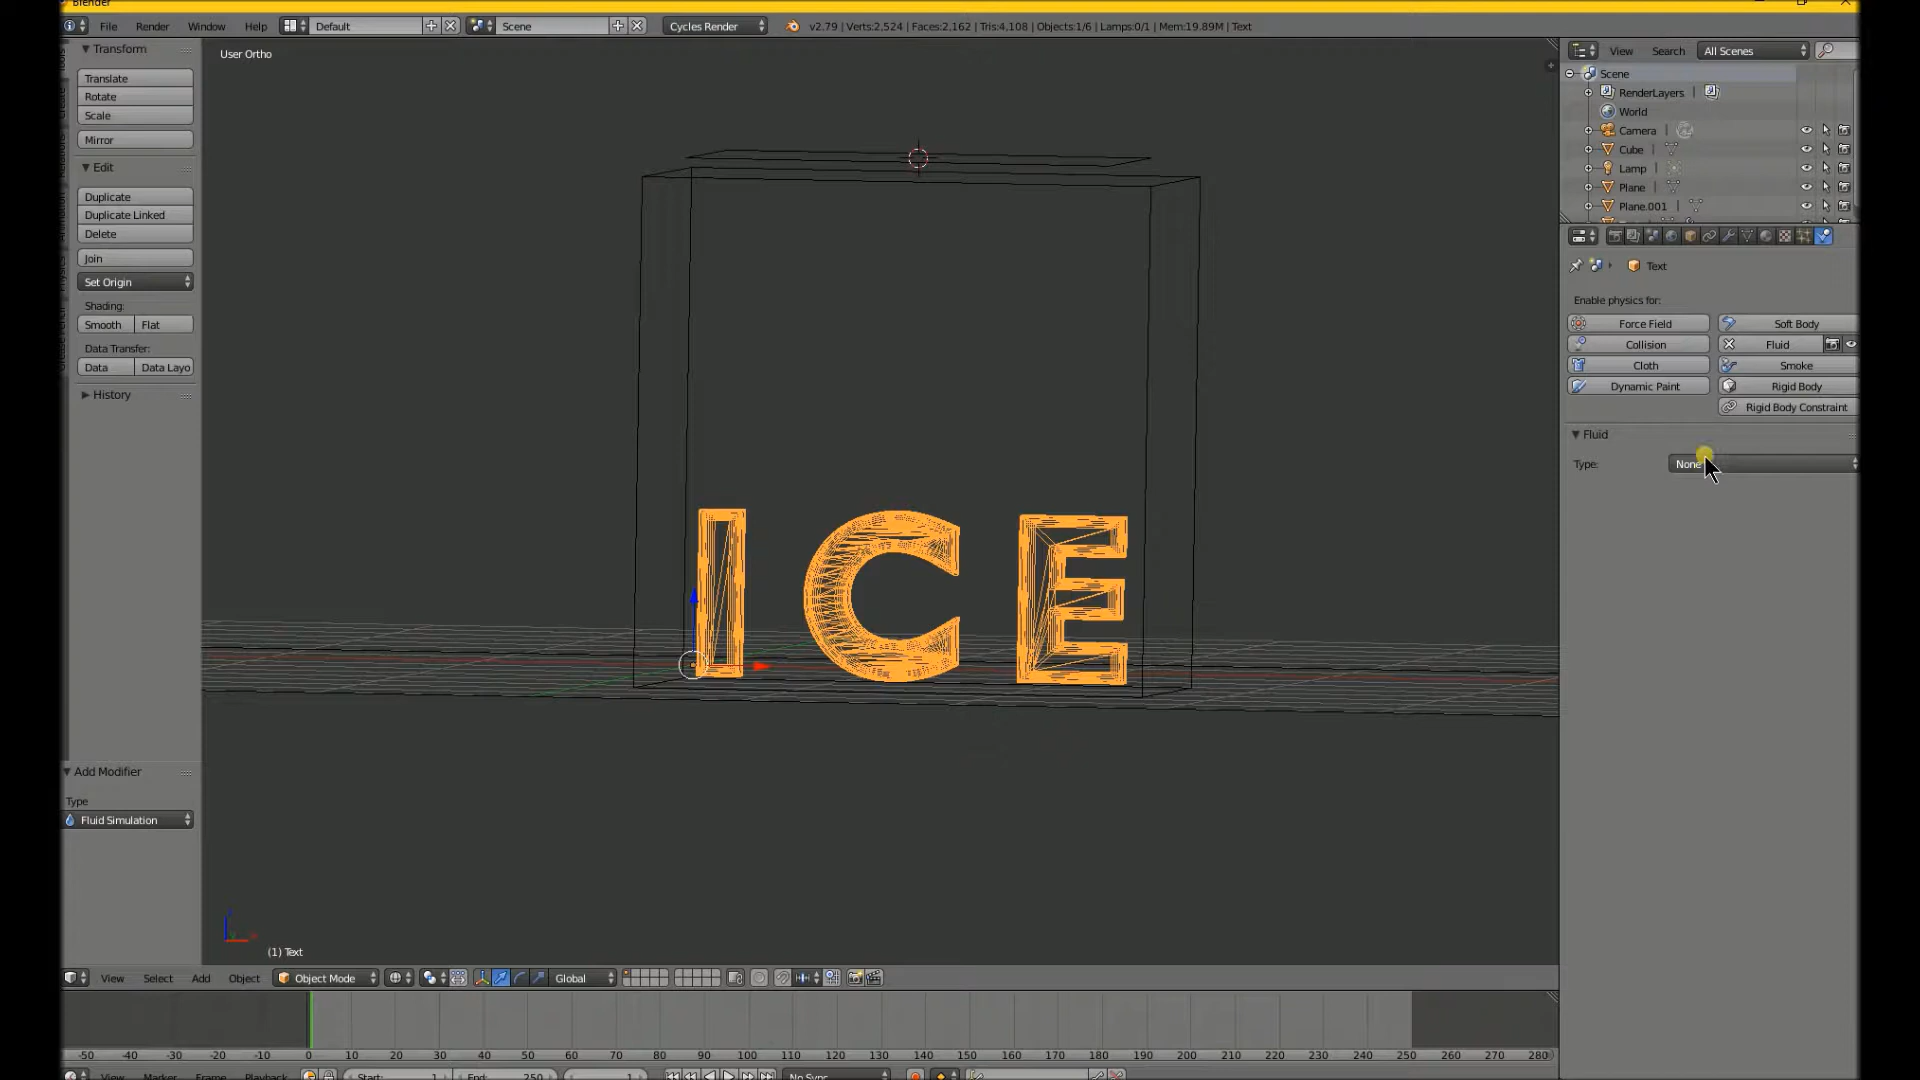 Blender
File Render Window Help Default Scene Cycles Render v2.79 | Verts:2,524 | Faces:2,162 | Tris:4,108 | Objects:1/6 | Lamps:0/1 | Mem:19.89M | Text
Transform
Translate
Rotate
Scale
Mirror
Edit
Duplicate
Duplicate Linked
Delete
Join
Set Origin
Shading:
Smooth Flat
Data Transfer:
Data Data Layo
History
Add Modifier
Type
Fluid Simulation
User Ortho
ICE
(1) Text
View Search All Scenes
Scene
RenderLayers
World
Camera
Cube
Lamp
Plane
Plane.001
Text
Enable physics for:
Force Field Soft Body
Collision Fluid
Cloth Smoke
Dynamic Paint Rigid Body
Rigid Body Constraint
Fluid
Type: None
View Select Add Object Object Mode Global
-50 -40 -30 -20 -10 0 10 20 30 40 50 60 70 80 90 100 110 120 130 140 150 160 170 180 190 200 210 220 230 240 250 260 270 280
View Marker Frame Playback Start: 1 End: 250 1 No Sync